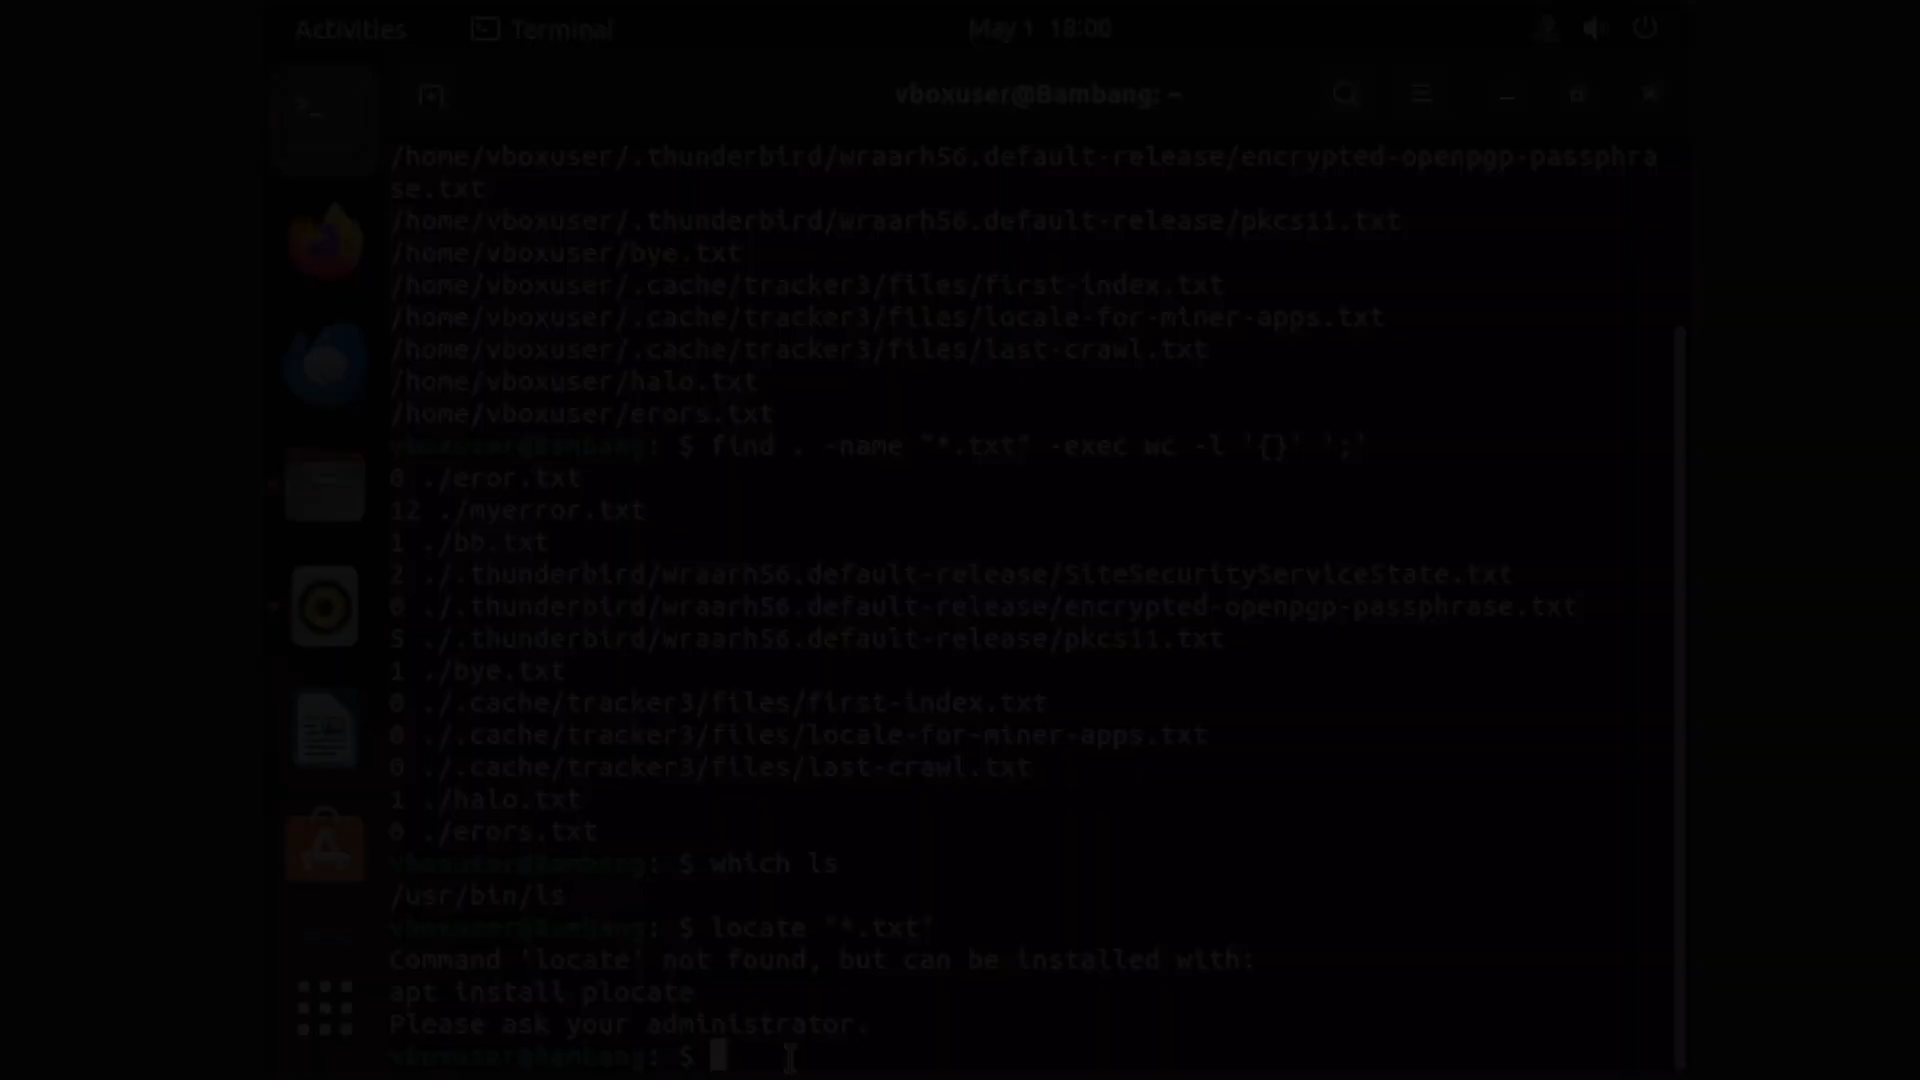 Activities
Terminal
May 1 18:00
vboxuser@Bambang: ~
/home/vboxuser/.thunderbird/wraarh56.default-release/encrypted-openpgp-passphra
se.txt
/home/vboxuser/.thunderbird/wraarh56.default-release/pkcs11.txt
/home/vboxuser/bye.txt
/home/vboxuser/.cache/tracker3/files/first-index.txt
/home/vboxuser/.cache/tracker3/files/locale-for-miner-apps.txt
/home/vboxuser/.cache/tracker3/files/last-crawl.txt
/home/vboxuser/halo.txt
/home/vboxuser/erors.txt
vboxuser@Bambang: $ find . -name "*.txt" -exec wc -l '{}' ';'
0 ./eror.txt
12 ./myerror.txt
1 ./bb.txt
2 ./.thunderbird/wraarh56.default-release/SiteSecurityServiceState.txt
0 ./.thunderbird/wraarh56.default-release/encrypted-openpgp-passphrase.txt
5 ./.thunderbird/wraarh56.default-release/pkcs11.txt
1 ./bye.txt
0 ./.cache/tracker3/files/first-index.txt
0 ./.cache/tracker3/files/locale-for-miner-apps.txt
0 ./.cache/tracker3/files/last-crawl.txt
1 ./halo.txt
0 ./erors.txt
vboxuser@Bambang: $ which ls
/usr/bin/ls
vboxuser@Bambang: $ locate "*.txt"
Command 'locate' not found, but can be installed with:
apt install plocate
Please ask your administrator.
vboxuser@Bambang: $